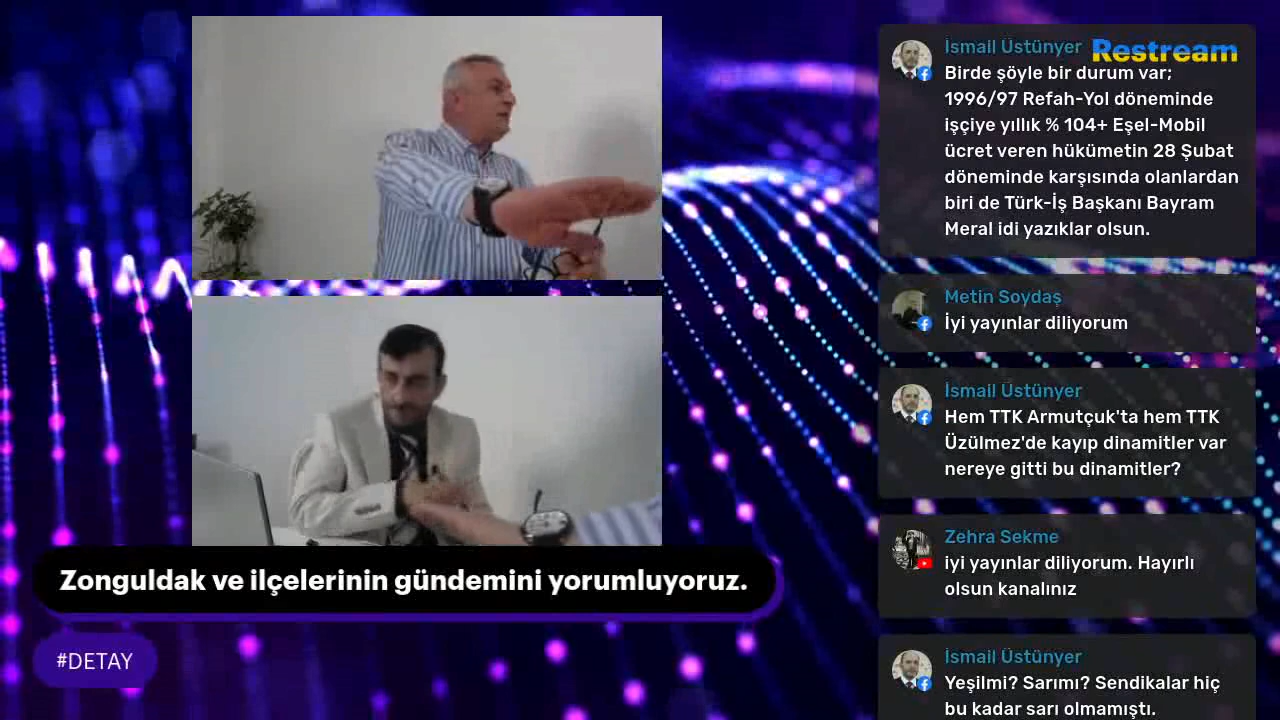 Restream
İsmail Üstünyer
Birde şöyle bir durum var;
1996/97 Refah-Yol döneminde
işçiye yıllık % 104+ Eşel-Mobil
ücret veren hükümetin 28 Şubat
döneminde karşısında olanlardan
biri de Türk-İş Başkanı Bayram
Meral idi yazıklar olsun.
Metin Soydaş
İyi yayınlar diliyorum
İsmail Üstünyer
Hem TTK Armutçuk'ta hem TTK
Üzülmez'de kayıp dinamitler var
nereye gitti bu dinamitler?
Zehra Sekme
iyi yayınlar diliyorum. Hayırlı
olsun kanalınız
İsmail Üstünyer
Yeşilmi? Sarımı? Sendikalar hiç
bu kadar sarı olmamıştı.
Zonguldak ve ilçelerinin gündemini yorumluyoruz.
#DETAY